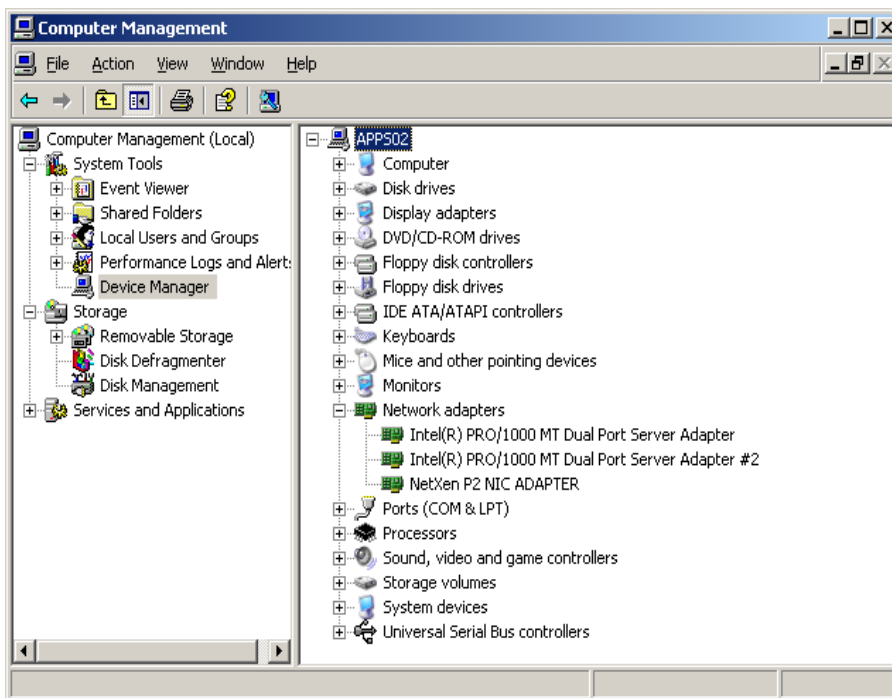 Computer Management
File Action View Window Help
Computer Management (Local)
System Tools
Event Viewer
Shared Folders
Local Users and Groups
Performance Logs and Alert
Device Manager
Storage
Removable Storage
Disk Defragmenter
Disk Management
Services and Applications
APPS02
Computer
Disk drives
Display adapters
DVD/CD-ROM drives
Floppy disk controllers
Floppy disk drives
IDE ATA/ATAPI controllers
Keyboards
Mice and other pointing devices
Monitors
Network adapters
Intel(R) PRO/1000 MT Dual Port Server Adapter
Intel(R) PRO/1000 MT Dual Port Server Adapter #2
NetXen P2 NIC ADAPTER
Ports (COM & LPT)
Processors
Sound, video and game controllers
Storage volumes
System devices
Universal Serial Bus controllers